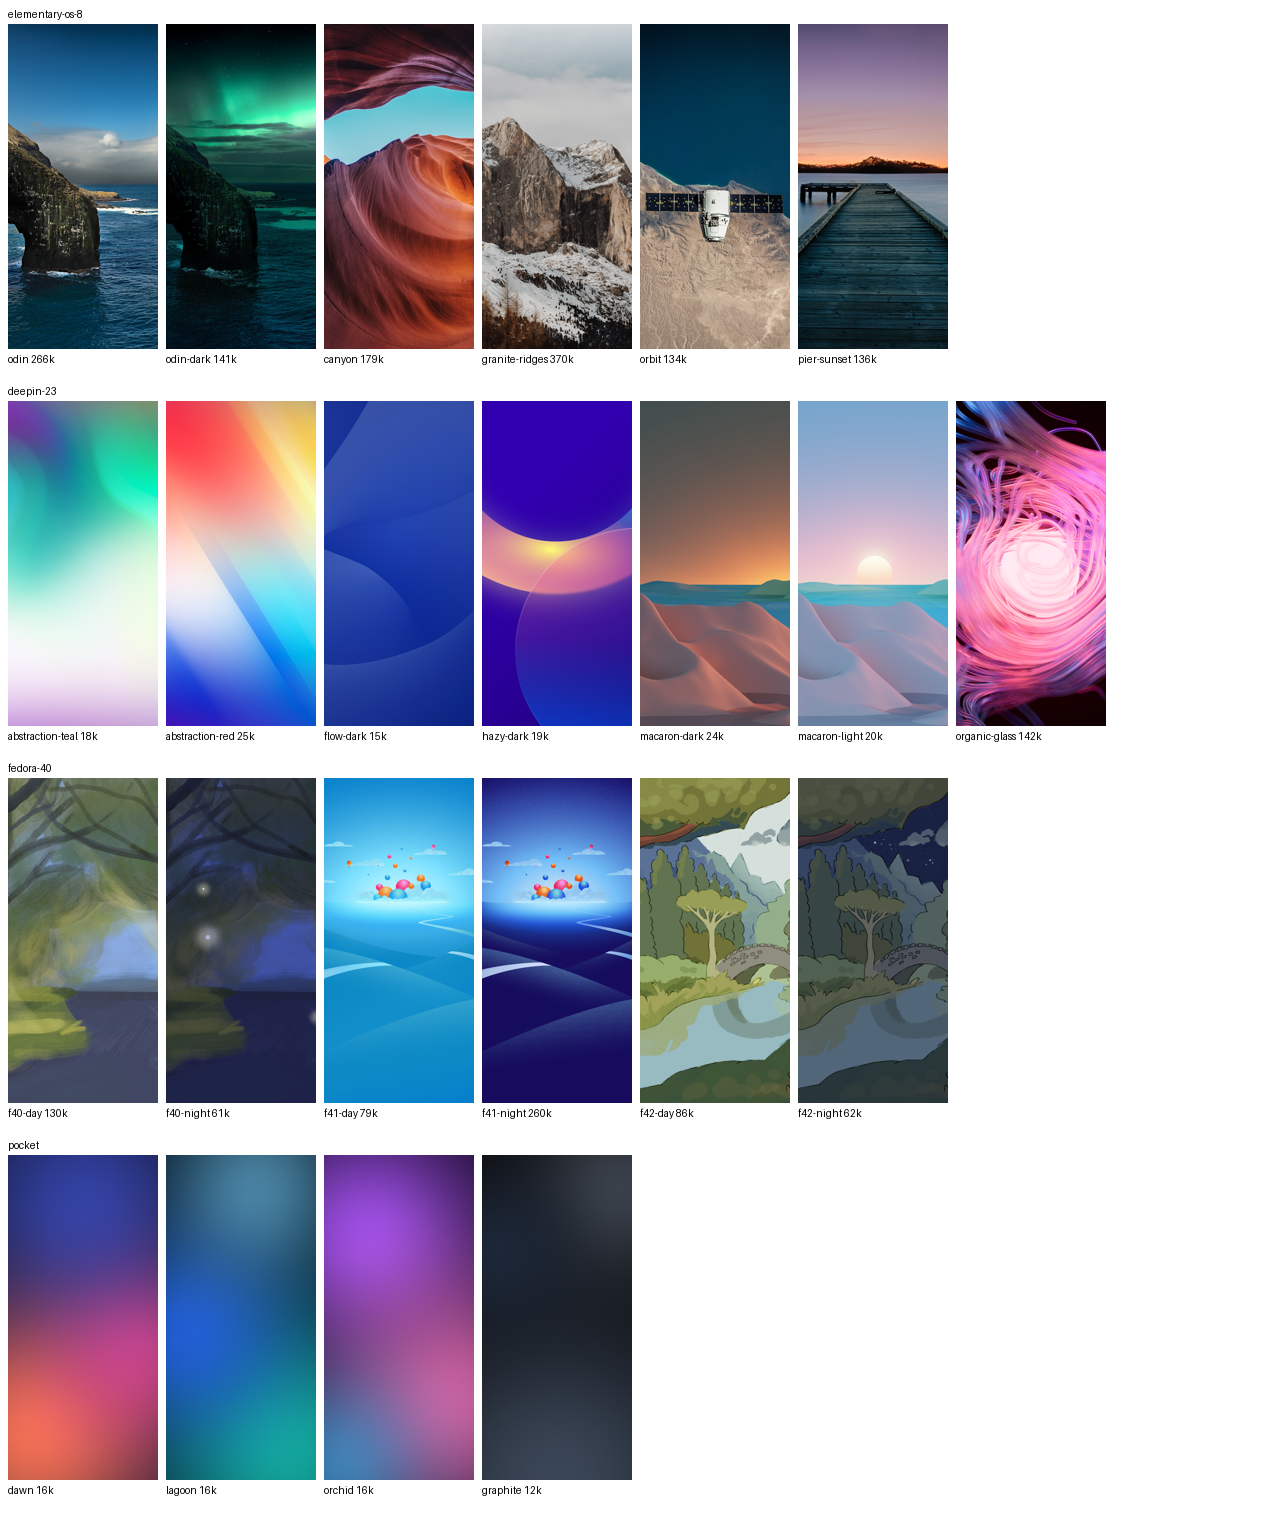 elementary-os-8
odin 266k
odin-dark 141k
canyon 179k
granite-ridges 370k
orbit 134k
pier-sunset 136k
deepin-23
abstraction-teal 18k
abstraction-red 25k
flow-dark 15k
hazy-dark 19k
macaron-dark 24k
macaron-light 20k
organic-glass 142k
fedora-40
f40-day 130k
f40-night 61k
f41-day 79k
f41-night 260k
f42-day 86k
f42-night 62k
pocket
dawn 16k
lagoon 16k
orchid 16k
graphite 12k